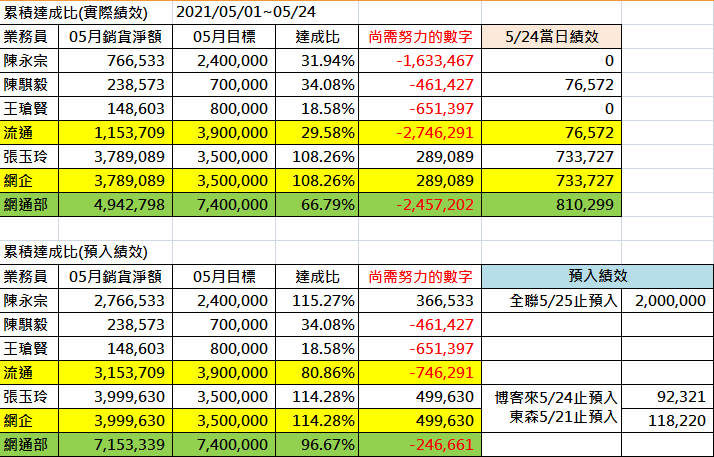 累積達成比(實際績效) 2021/05/01~05/24
業務員 05月銷貨淨額 05月目標 達成比 尚需努力的數字 5/24當日績效
陳永宗 766,533 2,400,000 31.94% -1,633,467 0
陳騏毅 238,573 700,000 34.08% -461,427 76,572
王瑲賢 148,603 800,000 18.58% -651,397 0
流通 1,153,709 3,900,000 29.58% -2,746,291 76,572
張玉玲 3,789,089 3,500,000 108.26% 289,089 733,727
網企 3,789,089 3,500,000 108.26% 289,089 733,727
網通部 4,942,798 7,400,000 66.79% -2,457,202 810,299
累積達成比(預入績效)
業務員 05月銷貨淨額 05月目標 達成比 尚需努力的數字 預入績效
陳永宗 2,766,533 2,400,000 115.27% 366,533 全聯5/25止預入 2,000,000
陳騏毅 238,573 700,000 34.08% -461,427
王瑲賢 148,603 800,000 18.58% -651,397
流通 3,153,709 3,900,000 80.86% -746,291
張玉玲 3,999,630 3,500,000 114.28% 499,630 博客來5/24止預入 92,321
網企 3,999,630 3,500,000 114.28% 499,630 東森5/21止預入 118,220
網通部 7,153,339 7,400,000 96.67% -246,661